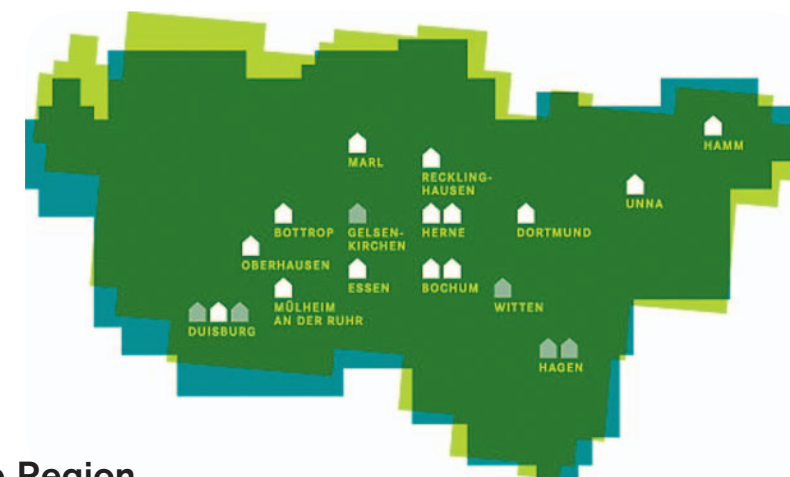 HAMM
MARL
RECKLING-
HAUSEN
UNNA
BOTTROP
GELSEN-
KIRCHEN
HERNE
DORTMUND
OBERHAUSEN
ESSEN
BOCHUM
MÜLHEIM
AN DER RUHR
WITTEN
DUISBURG
HAGEN
Region